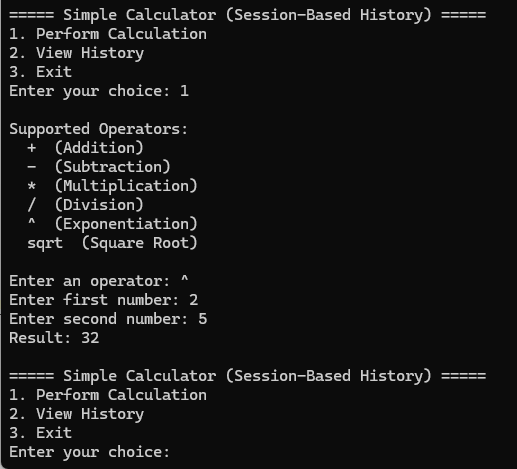 ===== Simple Calculator (Session-Based History) =====
1. Perform Calculation
2. View History
3. Exit
Enter your choice: 1

Supported Operators:
  +  (Addition)
  -  (Subtraction)
  *  (Multiplication)
  /  (Division)
  ^  (Exponentiation)
  sqrt  (Square Root)

Enter an operator: ^
Enter first number: 2
Enter second number: 5
Result: 32

===== Simple Calculator (Session-Based History) =====
1. Perform Calculation
2. View History
3. Exit
Enter your choice: